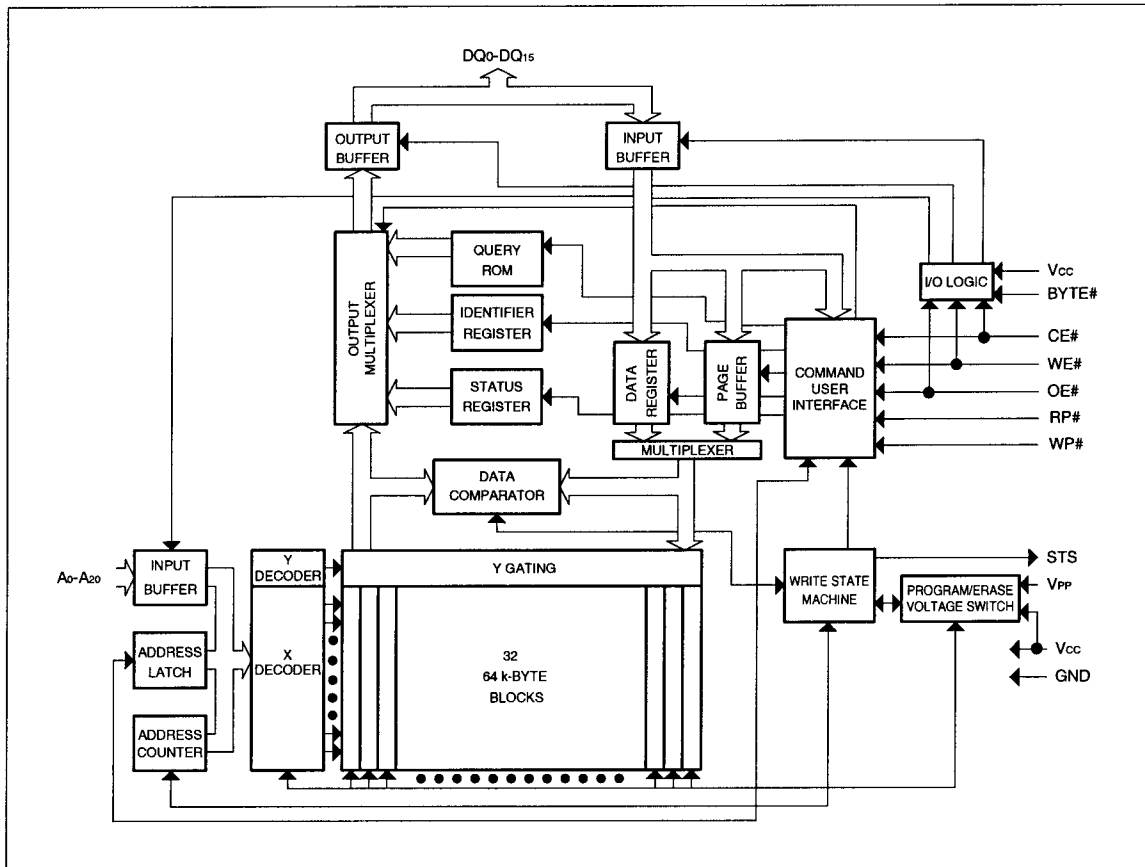 DQ0-DQ15
OUTPUT
BUFFER
INPUT
BUFFER
OUTPUT
MULTIPLEXER
QUERY
ROM
IDENTIFIER
REGISTER
STATUS
REGISTER
DATA
REGISTER
PAGE
BUFFER
MULTIPLEXER
COMMAND
USER
INTERFACE
I/O LOGIC
VCC
BYTE#
CE#
WE#
OE#
RP#
WP#
DATA
COMPARATOR
A0-A20
INPUT
BUFFER
ADDRESS
LATCH
ADDRESS
COUNTER
Y
DECODER
X
DECODER
Y GATING
32
64 k-BYTE
BLOCKS
WRITE STATE
MACHINE
PROGRAM/ERASE
VOLTAGE SWITCH
STS
VPP
VCC
GND